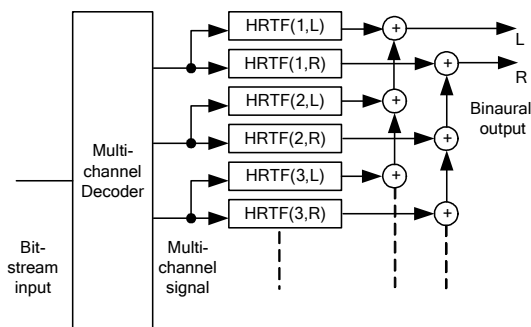 HRTF(1,L)
L
HRTF(1,R)
R
HRTF(2,L)
Binaural
output
HRTF(2,R)
Multi-
channel
Decoder
HRTF(3,L)
HRTF(3,R)
Bit-
stream
input
Multi-
channel
signal
+
+
+
+
+
+